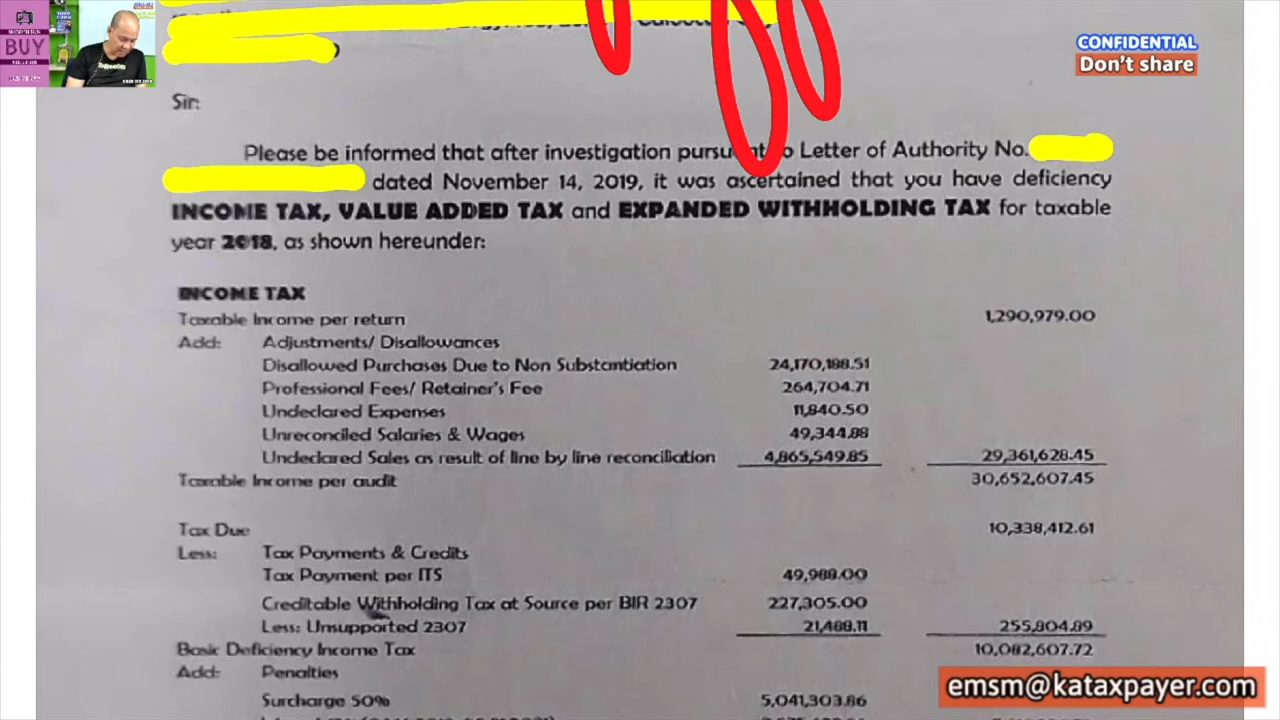 BUY
CONFIDENTIAL
Don't share
Sir:
Please be informed that after investigation pursuant to Letter of Authority No.
dated November 14, 2019, it was ascertained that you have deficiency
INCOME TAX, VALUE ADDED TAX and EXPANDED WITHHOLDING TAX for taxable
year 2018, as shown hereunder:
INCOME TAX
Taxable Income per return 1,290,979.00
Add: Adjustments/ Disallowances
Disallowed Purchases Due to Non Substantiation 24,170,188.51
Professional Fees/ Retainer's Fee 264,704.71
Undeclared Expenses 11,840.50
Unreconciled Salaries & Wages 49,344.88
Undeclared Sales as result of line by line reconciliation 4,865,549.85 29,361,628.45
Taxable Income per audit 30,652,607.45
Tax Due 10,338,412.61
Less: Tax Payments & Credits
Tax Payment per ITS 49,988.00
Creditable Withholding Tax at Source per BIR 2307 227,305.00
Less: Unsupported 2307 21,488.11 255,804.89
Basic Deficiency Income Tax 10,082,607.72
Add: Penalties
Surcharge 50% 5,041,303.86
emsm@kataxpayer.com